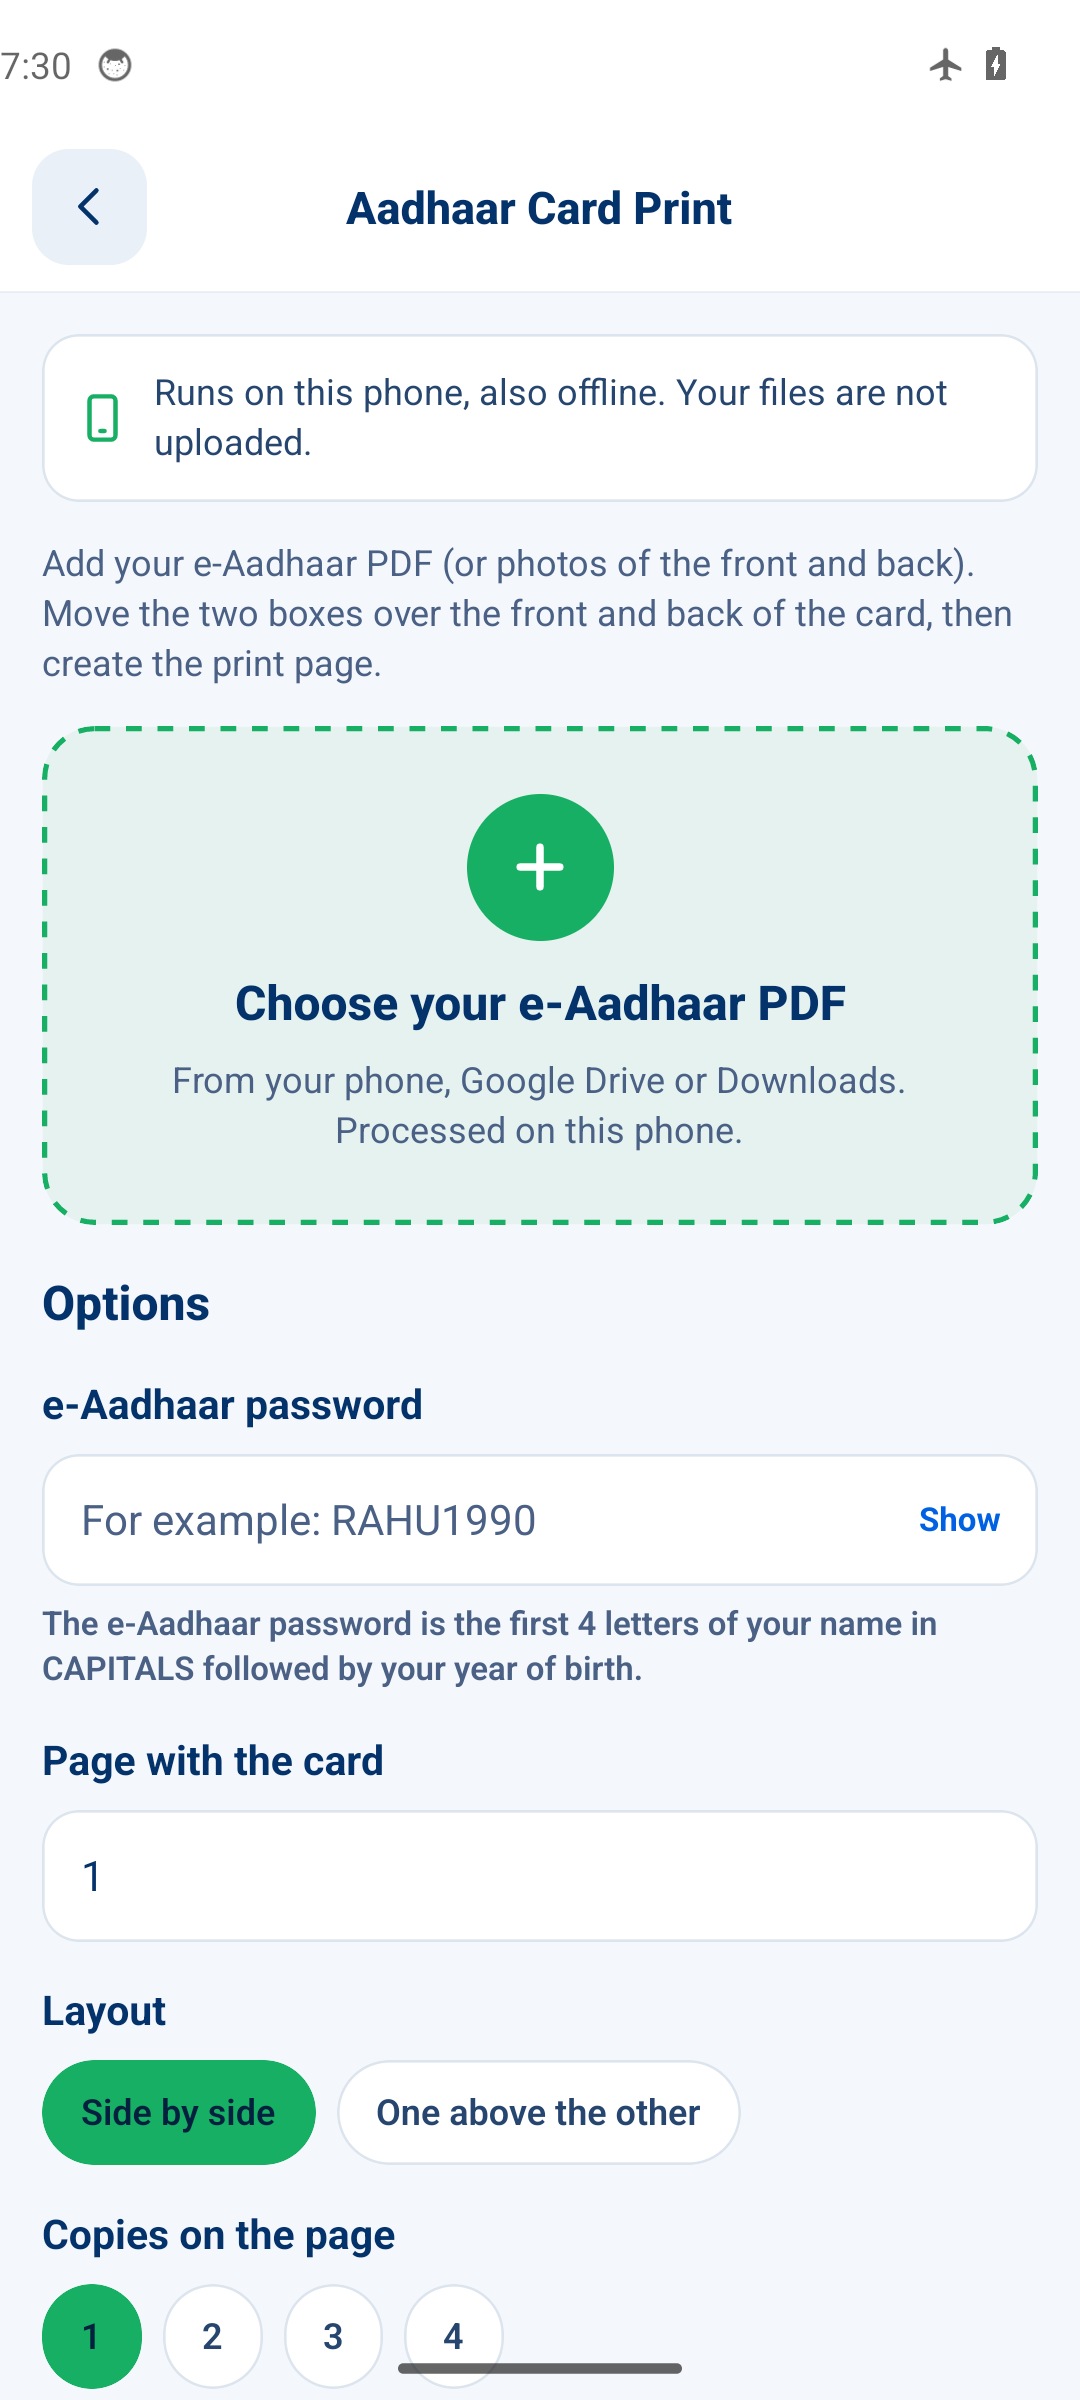 7:30
Aadhaar Card Print
Runs on this phone, also offline. Your files are not
uploaded.
Add your e-Aadhaar PDF (or photos of the front and back).
Move the two boxes over the front and back of the card, then
create the print page.
Choose your e-Aadhaar PDF
From your phone, Google Drive or Downloads.
Processed on this phone.
Options
e-Aadhaar password
For example: RAHU1990
Show
The e-Aadhaar password is the first 4 letters of your name in
CAPITALS followed by your year of birth.
Page with the card
1
Layout
Side by side
One above the other
Copies on the page
1
2
3
4